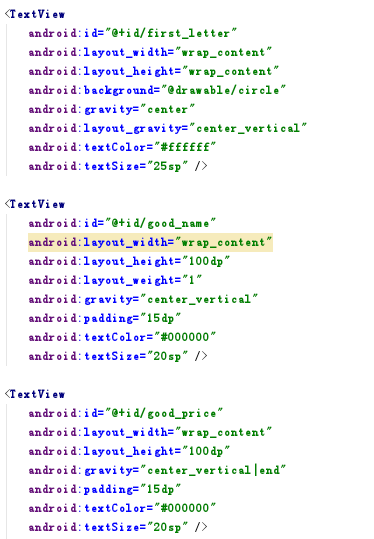 <TextView
android:id="@+id/first_letter"
android:layout_width="wrap_content"
android:layout_height="wrap_content"
android:background="@drawable/circle"
android:gravity="center"
android:layout_gravity="center_vertical"
android:textColor="#ffffff"
android:textSize="25sp" />
<TextView
android:id="@+id/good_name"
android:layout_width="wrap_content"
android:layout_height="100dp"
android:layout_weight="1"
android:gravity="center_vertical"
android:padding="15dp"
android:textColor="#000000"
android:textSize="20sp" />
<TextView
android:id="@+id/good_price"
android:layout_width="wrap_content"
android:layout_height="100dp"
android:gravity="center_vertical|end"
android:padding="15dp"
android:textColor="#000000"
android:textSize="20sp" />